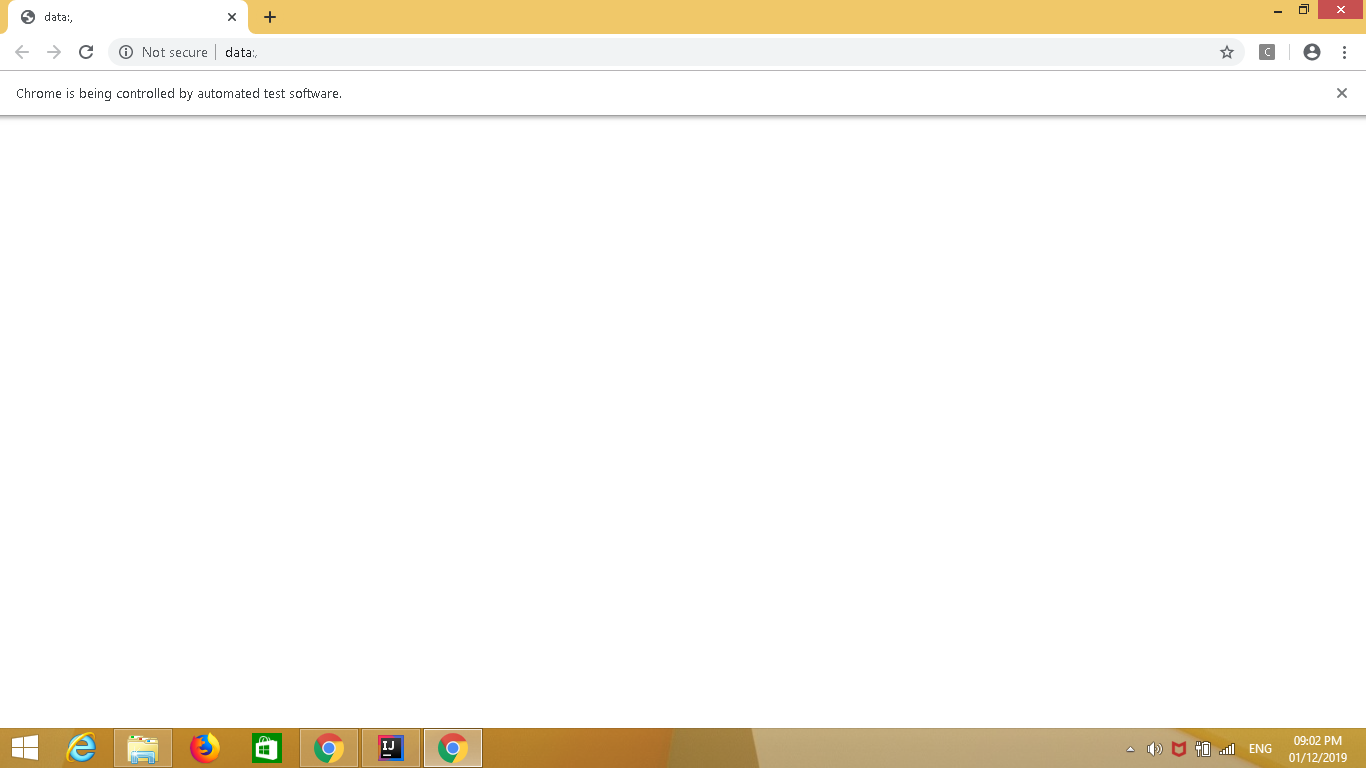 data:,
Not secure data:,
C
Chrome is being controlled by automated test software.
IJ
ENG
09:02 PM
01/12/2019